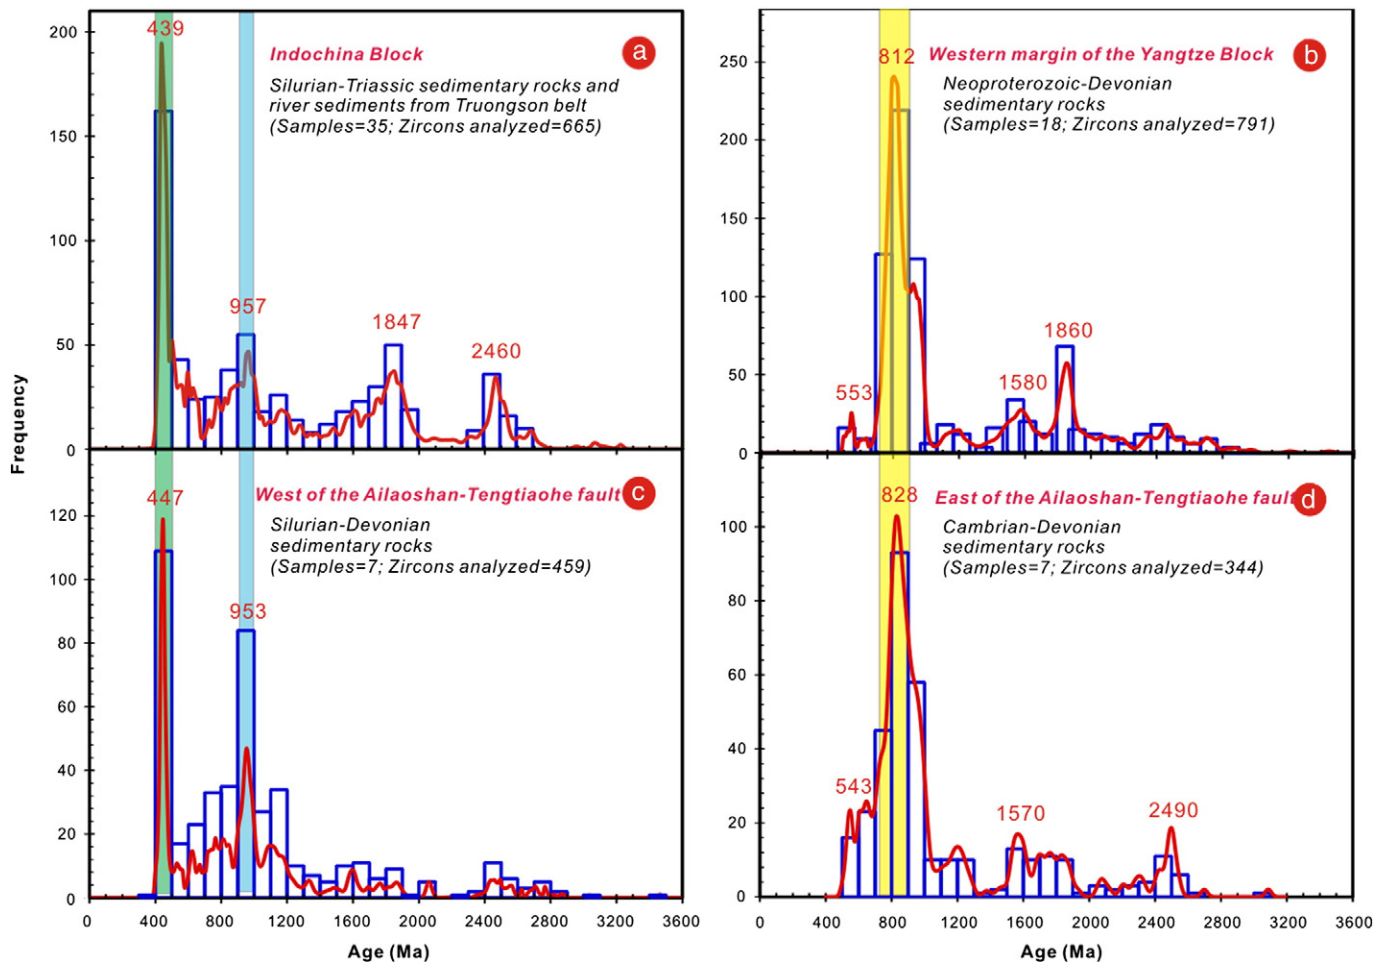 439
200
Indochina Block
a
Silurian-Triassic sedimentary rocks and
river sediments from Truongson belt
(Samples=35; Zircons analyzed=665)
150
100
957
1847
2460
50
0
812
250
Western margin of the Yangtze Block
b
Neoproterozoic-Devonian
sedimentary rocks
(Samples=18; Zircons analyzed=791)
200
150
100
1860
1580
553
50
0
Frequency
447
West of the Ailaoshan-Tengtiaohe fault
c
Silurian-Devonian
sedimentary rocks
(Samples=7; Zircons analyzed=459)
120
100
953
80
60
40
20
0
0 400 800 1200 1600 2000 2400 2800 3200 3600
Age (Ma)
828
East of the Ailaoshan-Tengtiaohe fault
d
Cambrian-Devonian
sedimentary rocks
(Samples=7; Zircons analyzed=344)
100
80
60
40
543
1570
2490
20
0
0 400 800 1200 1600 2000 2400 2800 3200 3600
Age (Ma)